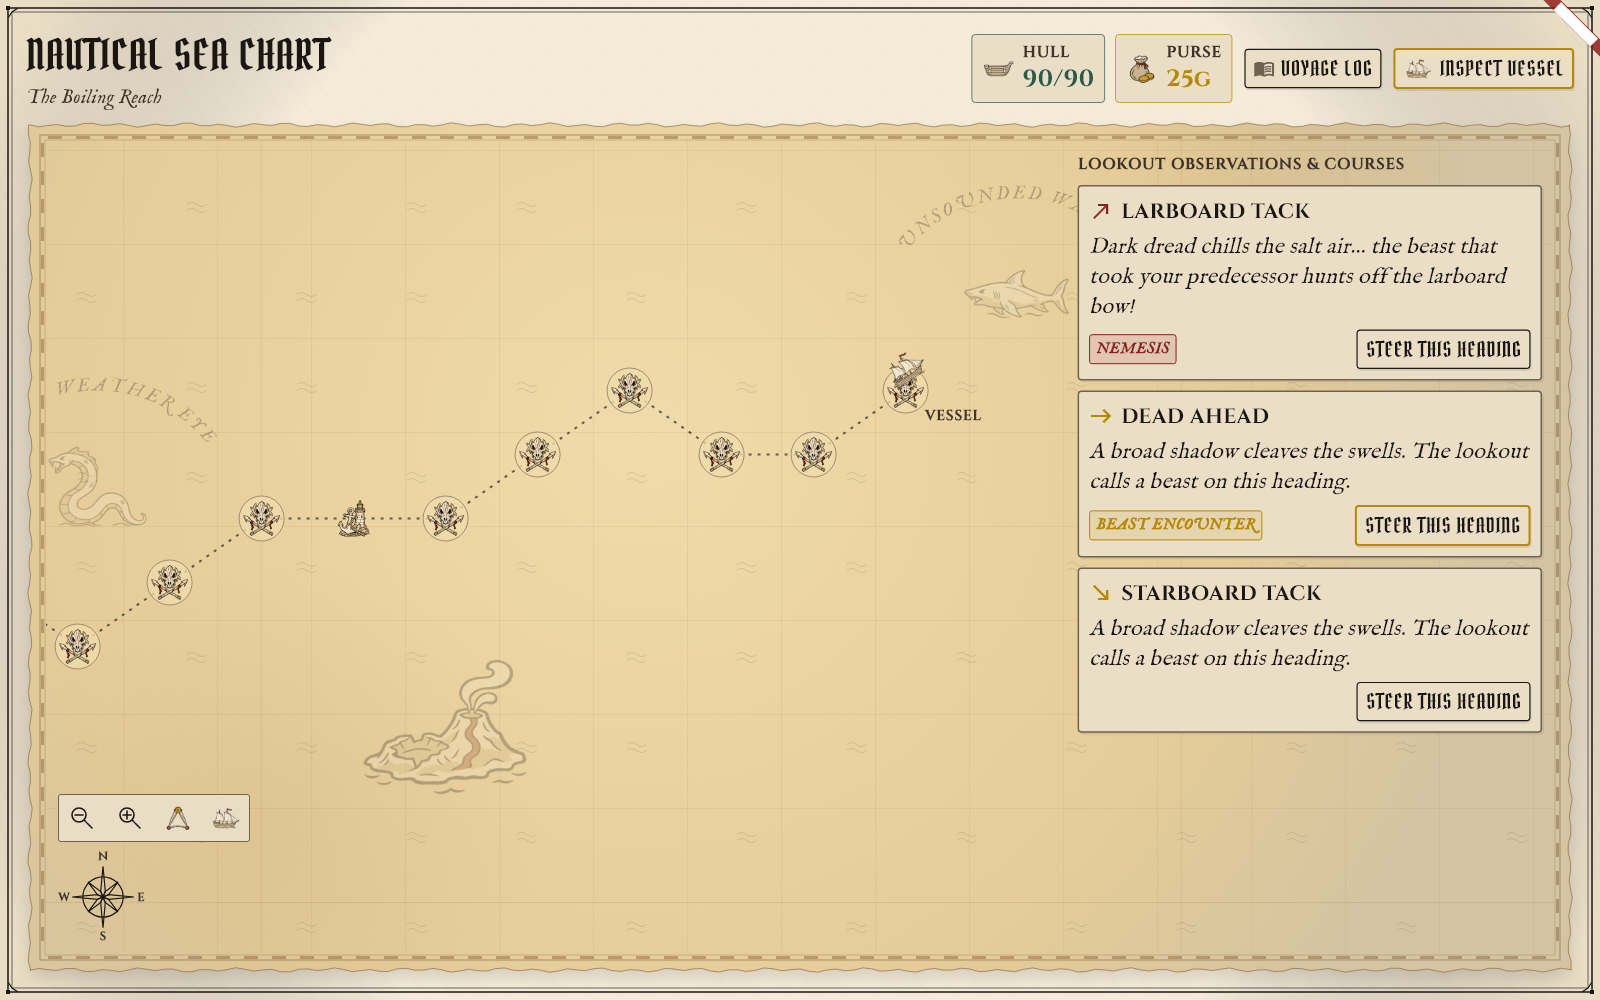 NAUTICAL SEA CHART
The Boiling Reach
HULL
90/90
PURSE
25G
VOYAGE LOG
INSPECT VESSEL
LOOKOUT OBSERVATIONS & COURSES
LARBOARD TACK
Dark dread chills the salt air... the beast that
took your predecessor hunts off the larboard
bow!
NEMESIS
STEER THIS HEADING
DEAD AHEAD
A broad shadow cleaves the swells. The lookout
calls a beast on this heading.
BEAST ENCOUNTER
STEER THIS HEADING
STARBOARD TACK
A broad shadow cleaves the swells. The lookout
calls a beast on this heading.
STEER THIS HEADING
UNSOUNDED
WEATHER EYE
VESSEL
N
W E
S